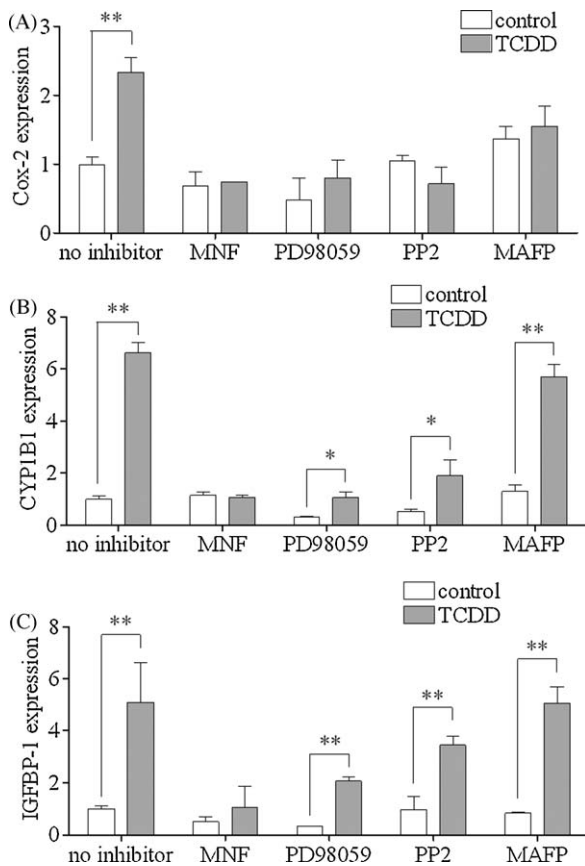 (A)
Cox-2 expression
3
2
1
0
**
control
TCDD
no inhibitor MNF PD98059 PP2 MAFP
(B)
CYP1B1 expression
8
6
4
2
0
**
*
*
**
control
TCDD
no inhibitor MNF PD98059 PP2 MAFP
(C)
IGFBP-1 expression
8
6
4
2
0
**
**
**
**
control
TCDD
no inhibitor MNF PD98059 PP2 MAFP